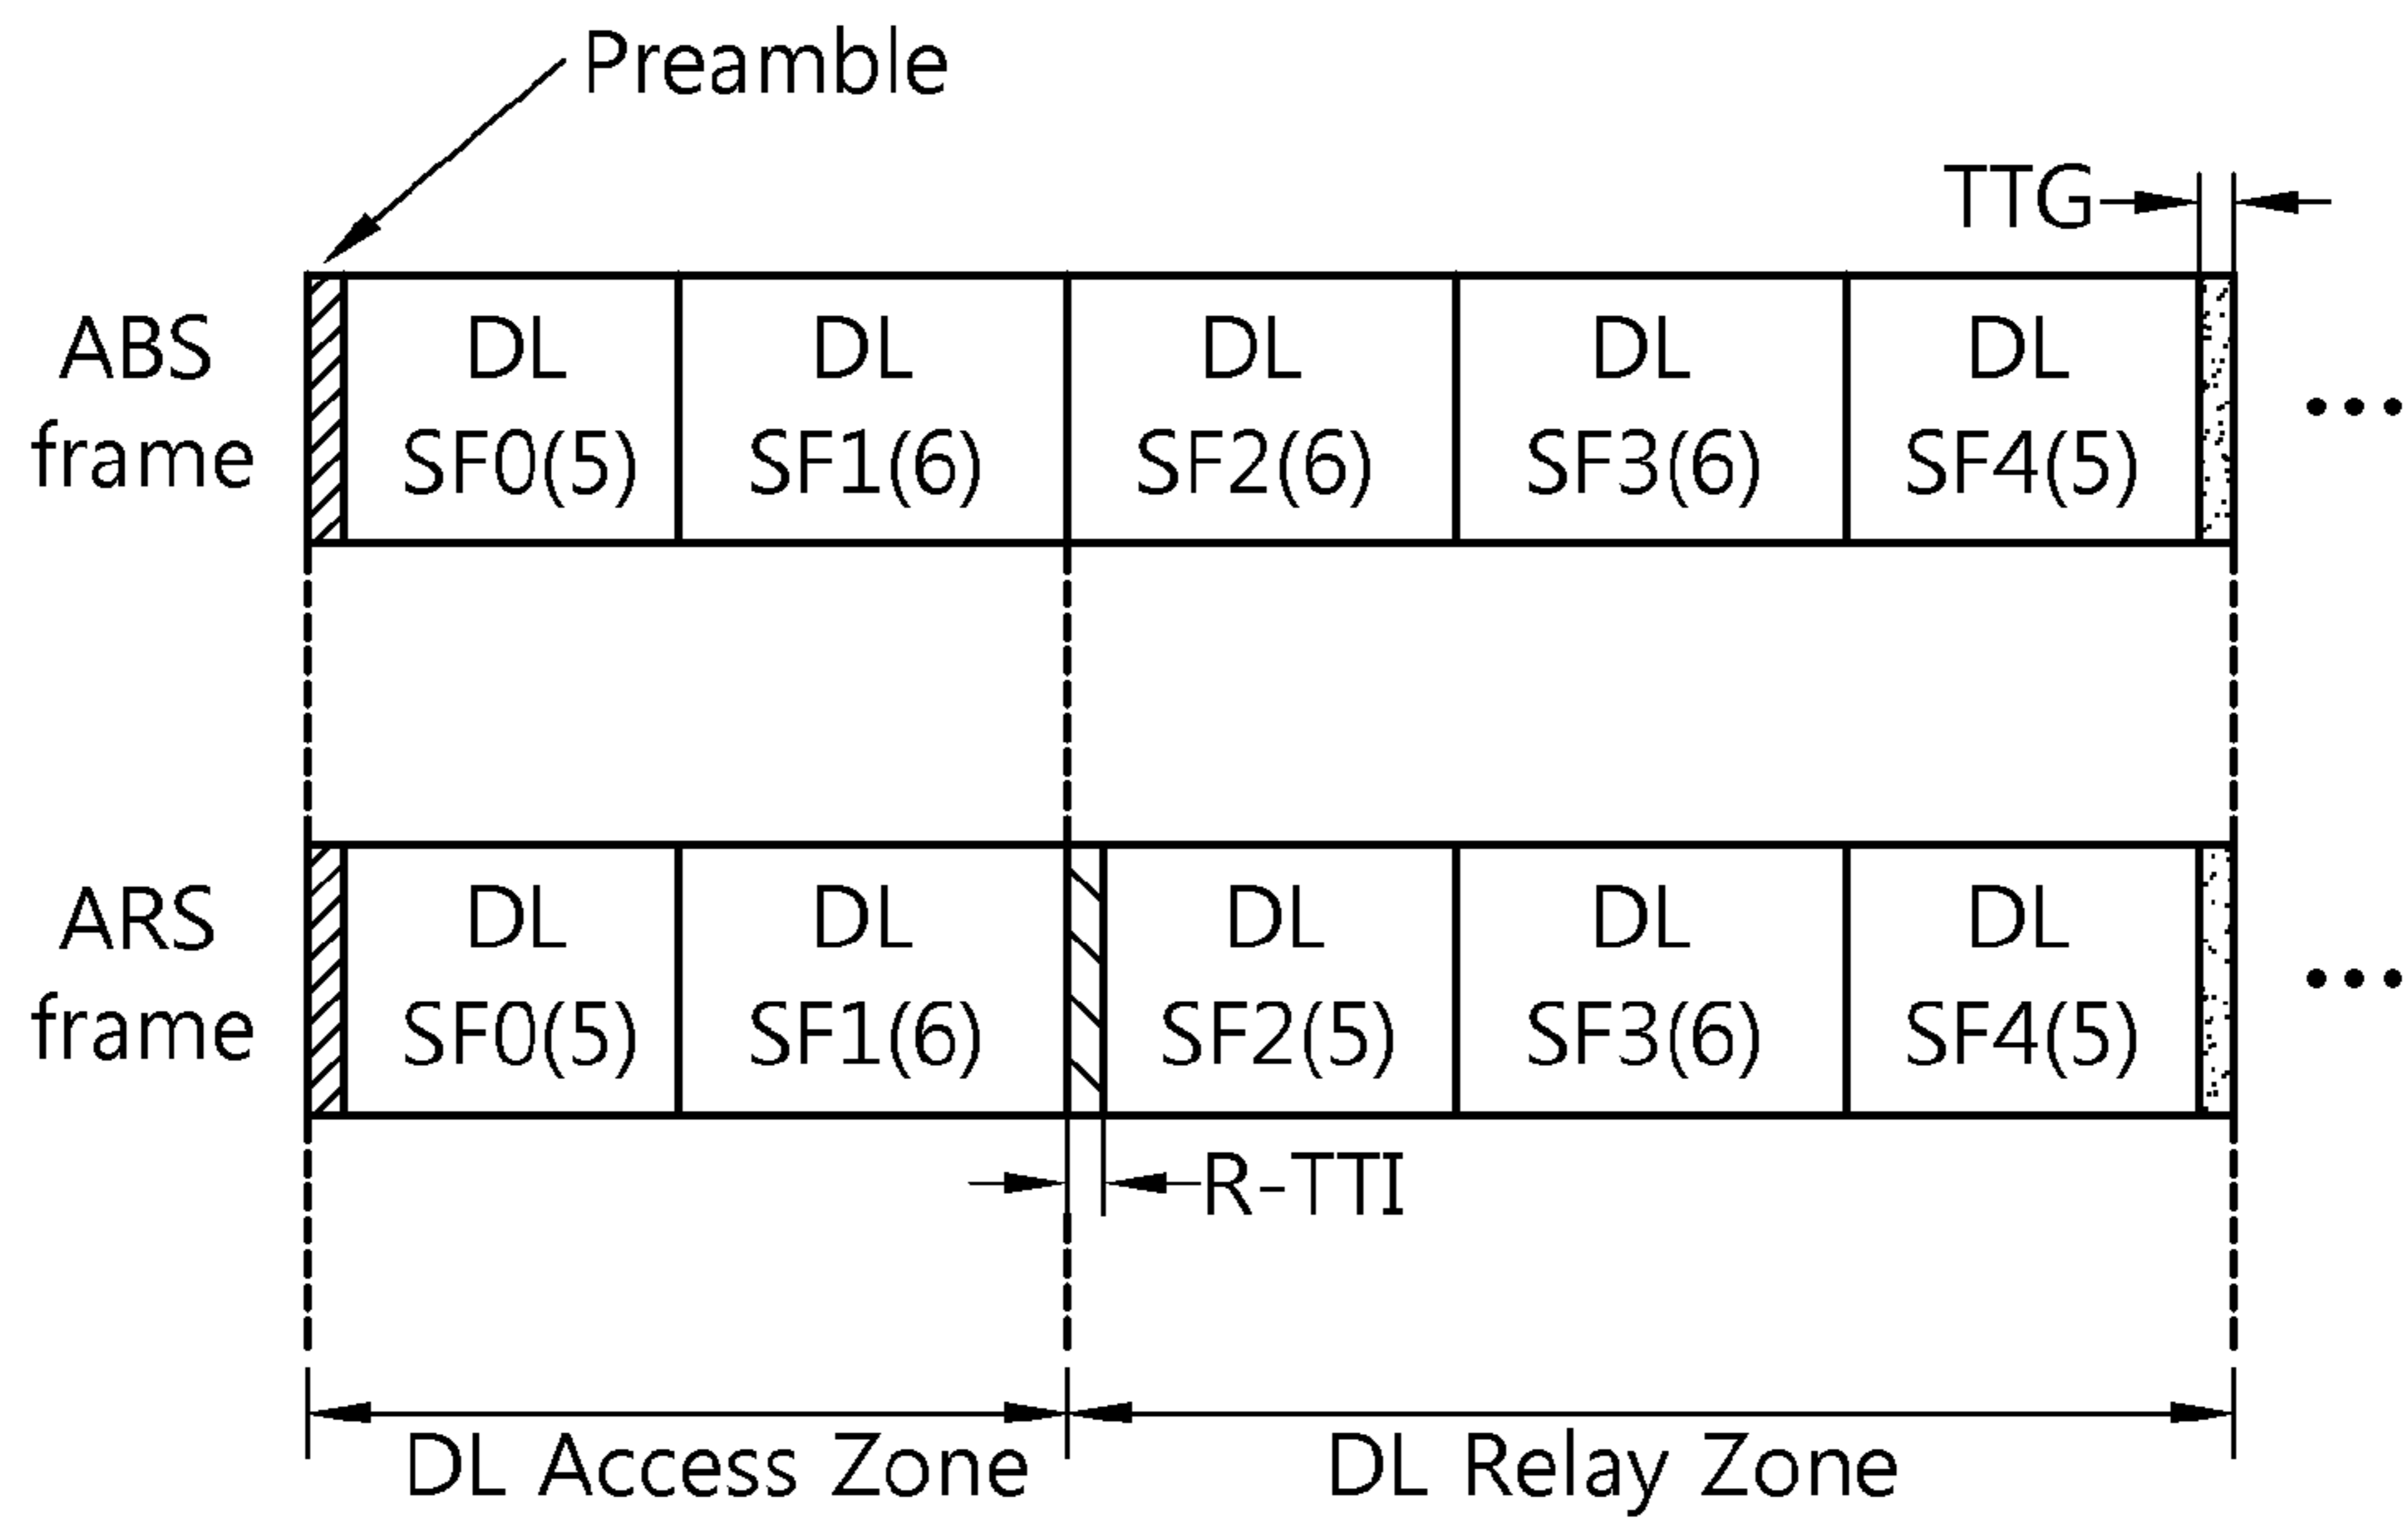 Preamble
TTG
ABS
frame
DL
SF0(5)
DL
SF1(6)
DL
SF2(6)
DL
SF3(6)
DL
SF4(5)
•••
ARS
frame
DL
SF0(5)
DL
SF1(6)
DL
SF2(5)
DL
SF3(6)
DL
SF4(5)
•••
R-TTI
DL Access Zone
DL Relay Zone